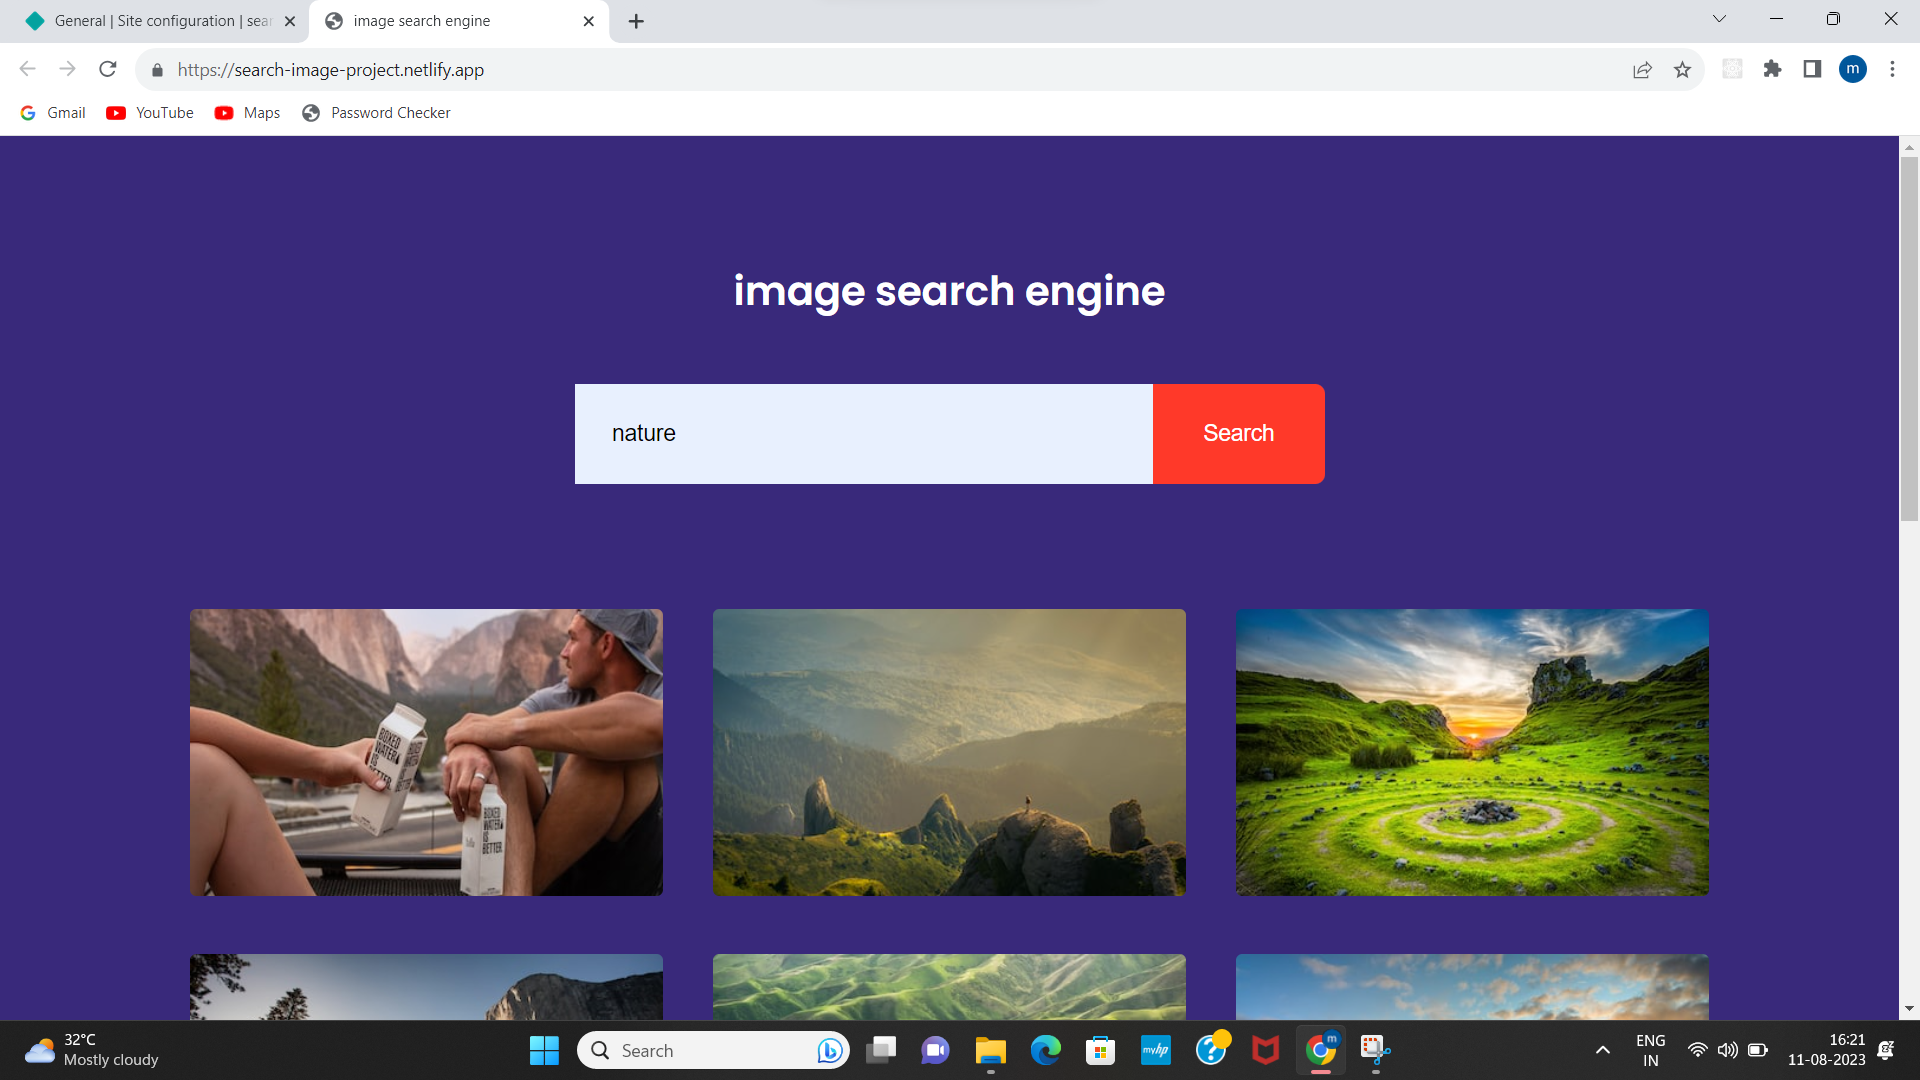 General | Site configuration | sear
image search engine
https://search-image-project.netlify.app
m
Gmail
YouTube
Maps
Password Checker
image search engine
nature
Search
BOXED
WATER
IS
BETTER
BOXED
WATER
IS
BETTER
32°C
Mostly cloudy
Search
myhp
m
ENG
IN
16:21
11-08-2023